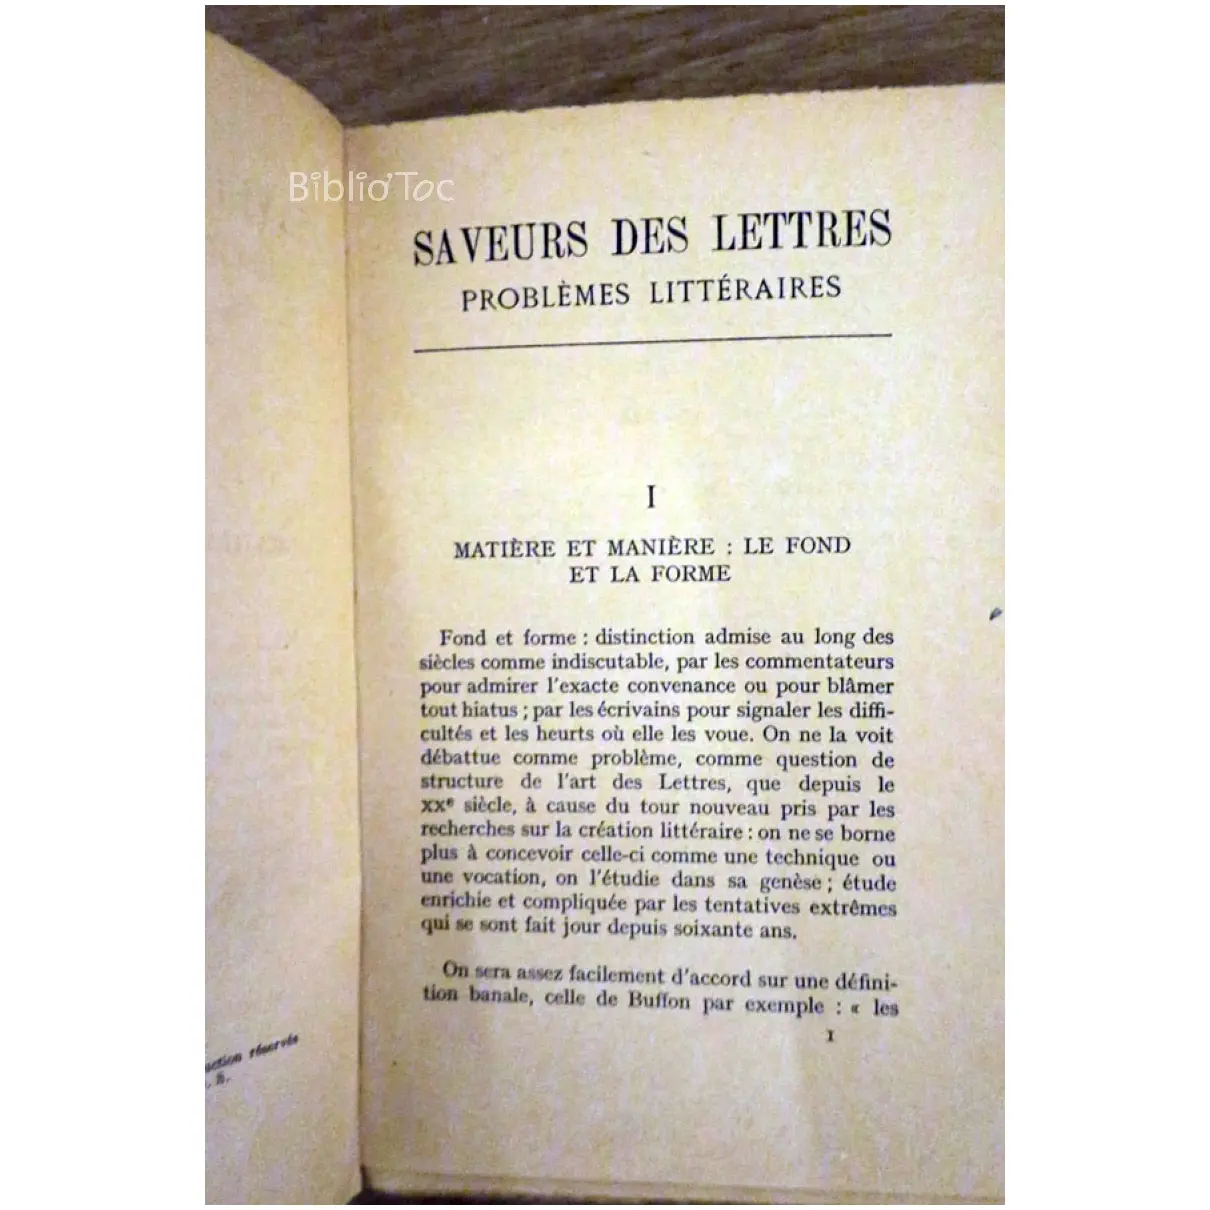 Biblio'Toc
SAVEURS DES LETTRES
PROBLÈMES LITTÉRAIRES
I
MATIÈRE ET MANIÈRE : LE FOND
ET LA FORME
Fond et forme : distinction admise au long des
siècles comme indiscutable, par les commentateurs
pour admirer l'exacte convenance ou pour blâmer
tout hiatus ; par les écrivains pour signaler les diffi-
cultés et les heurts où elle les voue. On ne la voit
débattue comme problème, comme question de
structure de l'art des Lettres, que depuis le
XXᵉ siècle, à cause du tour nouveau pris par les
recherches sur la création littéraire : on ne se borne
plus à concevoir celle-ci comme une technique ou
une vocation, on l'étudie dans sa genèse ; étude
enrichie et compliquée par les tentatives extrêmes
qui se sont fait jour depuis soixante ans.
On sera assez facilement d'accord sur une défini-
tion banale, celle de Buffon par exemple : « les
1
réservés